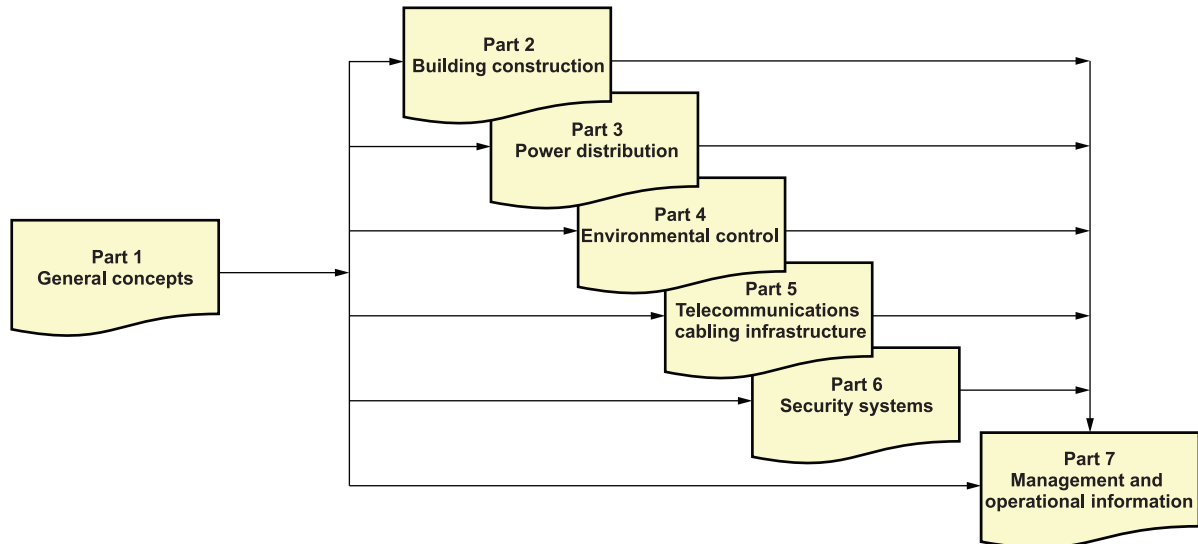 Part 2
Building construction
Part 3
Power distribution
Part 4
Environmental control
Part 1
General concepts
Part 5
Telecommunications
cabling infrastructure
Part 6
Security systems
Part 7
Management and
operational information